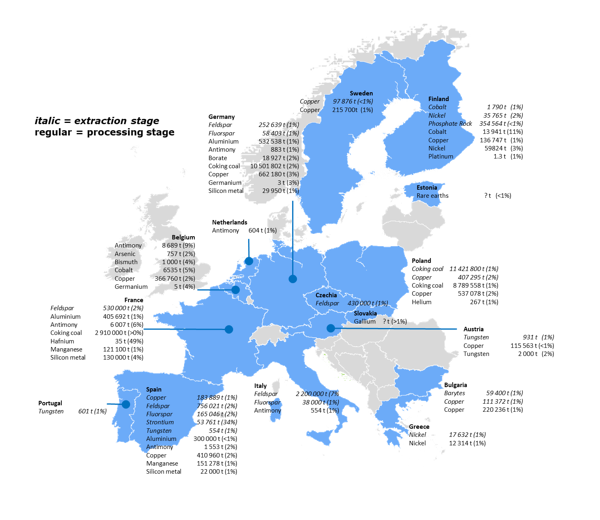 italic = extraction stage
regular = processing stage
Sweden
Copper 97 876 t (<1%)
Copper 215 700t (1%)
Finland
Cobalt 1 790 t (1%)
Nickel 35 765 t (2%)
Phosphate Rock 354 564 t (<1%)
Cobalt 13 941 t (11%)
Copper 136 747 t (1%)
Nickel 59824 t (3%)
Platinum 1.3 t (1%)
Germany
Feldspar 252 639 t (1%)
Fluorspar 58 403 t (1%)
Aluminium 532 538 t (1%)
Antimony 883 t (1%)
Borate 18 927 t (2%)
Coking coal 10 501 802 t (2%)
Copper 662 180 t (3%)
Germanium 3 t (3%)
Silicon metal 29 950 t (1%)
Estonia
Rare earths ? t (<1%)
Netherlands
Antimony 604 t (1%)
Belgium
Antimony 8 689 t (9%)
Arsenic 757 t (2%)
Bismuth 1 000 t (4%)
Cobalt 6535 t (5%)
Copper 366 760 t (2%)
Germanium 5 t (4%)
Poland
Coking coal 11 421 800 t (1%)
Copper 407 295 t (2%)
Coking coal 8 789 558 t (1%)
Copper 537 078 t (2%)
Helium 267 t (1%)
Czechia
Feldspar 430 000 t (1%)
Slovakia
Gallium ? t (>1%)
France
Feldspar 530 000 t (2%)
Aluminium 405 692 t (1%)
Antimony 6 007 t (6%)
Coking coal 2 910 000 t (>0%)
Hafnium 35 t (49%)
Manganese 121 100 t (1%)
Silicon metal 130 000 t (4%)
Austria
Tungsten 931 t (1%)
Copper 115 563 t (<1%)
Tungsten 2 000 t (2%)
Portugal
Tungsten 601 t (1%)
Spain
Copper 183 889 t (1%)
Feldspar 756 021 t (2%)
Fluorspar 165 046 t (2%)
Strontium 53 761 t (34%)
Tungsten 554 t (1%)
Aluminium 300 000 t (<1%)
Antimony 1 553 t (2%)
Copper 410 960 t (2%)
Manganese 151 278 t (1%)
Silicon metal 22 000 t (1%)
Italy
Feldspar 2 200 000 t (7%
Fluorspar 38 000 t (1%)
Antimony 554 t (1%)
Bulgaria
Barytes 59 400 t (1%)
Copper 111 372 t (1%)
Copper 220 236 t (1%)
Greece
Nickel 17 632 t (1%)
Nickel 12 314 t (1%)